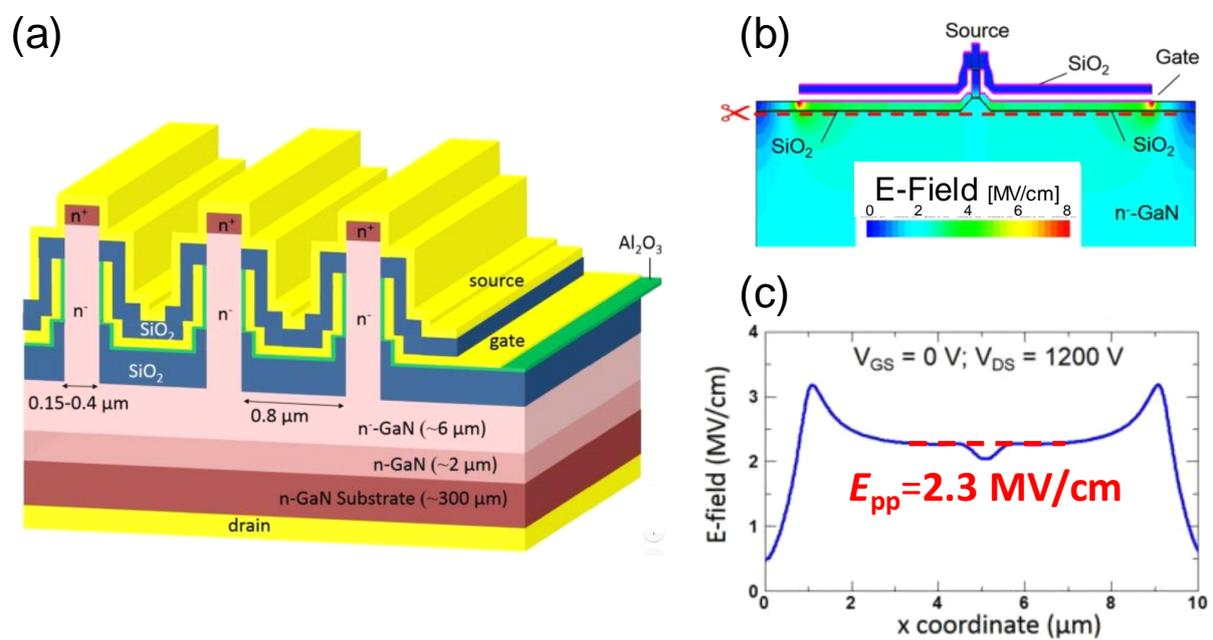 (a)
n⁺
n⁺
n⁺
n⁻
n⁻
n⁻
Al₂O₃
source
SiO₂
gate
SiO₂
0.15-0.4 µm
0.8 µm
n⁻-GaN (~6 µm)
n-GaN (~2 µm)
n-GaN Substrate (~300 µm)
drain
(b)
Source
SiO₂
Gate
SiO₂
SiO₂
E-Field [MV/cm]
0 2 4 6 8
n⁻-GaN
(c)
V_GS = 0 V; V_DS = 1200 V
E_pp=2.3 MV/cm
E-field (MV/cm)
4
3
2
1
0
0 2 4 6 8 10
x coordinate (µm)